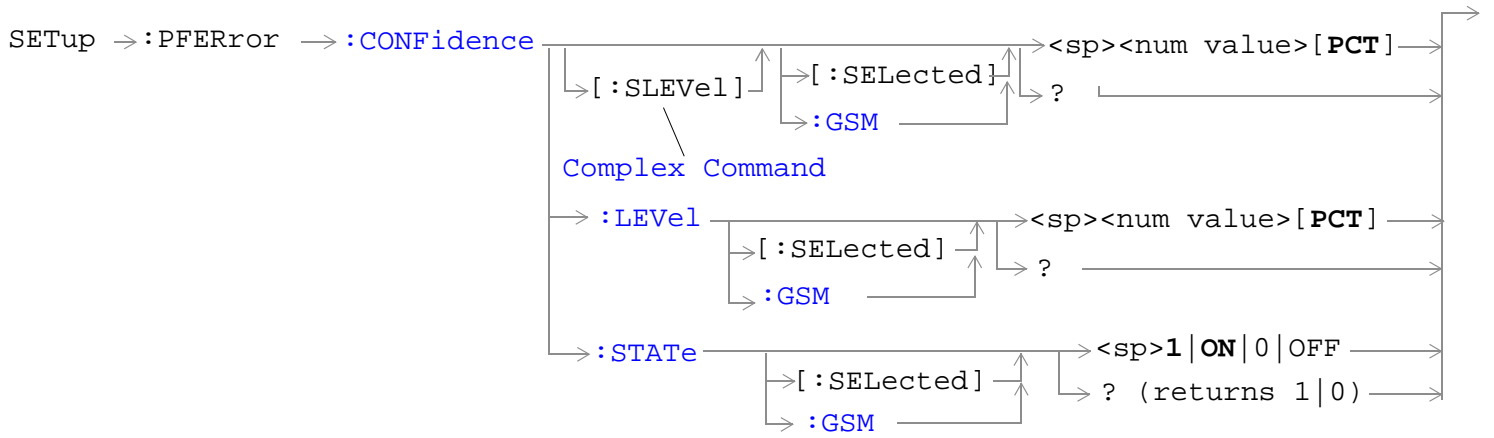 SETup :PFERror :CONFidence <sp><num value>[PCT]
[:SLEVel] [:SELected] ?
:GSM
Complex Command
:LEVel <sp><num value>[PCT]
[:SELected] ?
:GSM
:STATe <sp>1|ON|0|OFF
[:SELected] ? (returns 1|0)
:GSM